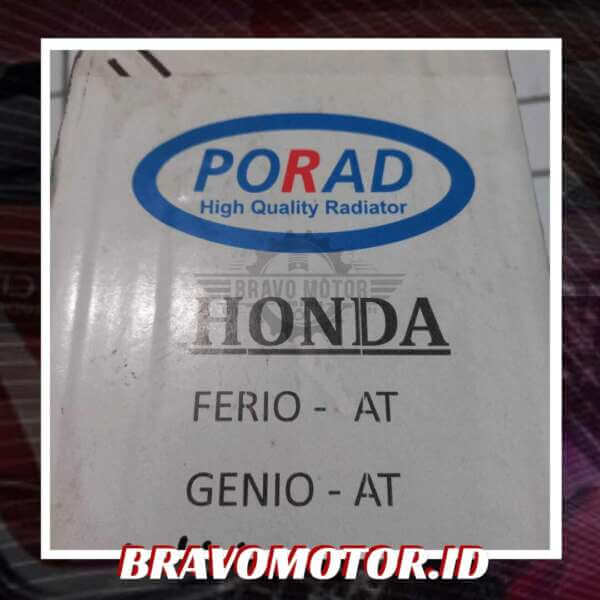 PORAD
High Quality Radiator
BRAVO MOTOR
HONDA
FERIO - AT
GENIO - AT
BRAVOMOTOR.ID